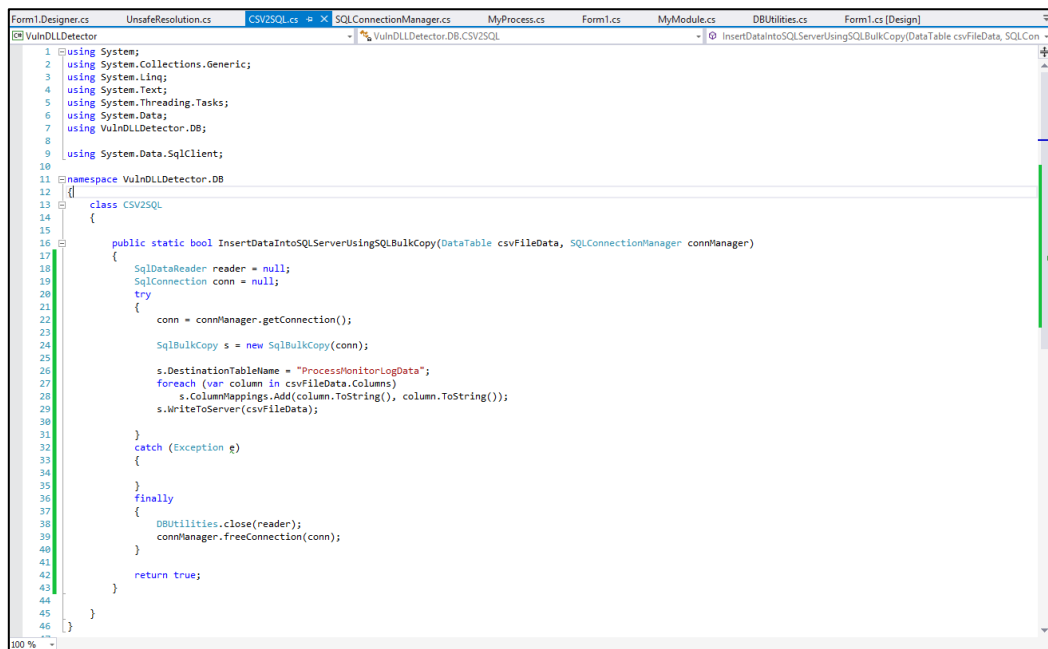 Form1.Designer.cs UnsafeResolution.cs CSV2SQL.cs SQLConnectionManager.cs MyProcess.cs Form1.cs MyModule.cs DBUtilities.cs Form1.cs [Design]
VulnDLLDetector VulnDLLDetector.DB.CSV2SQL InsertDataIntoSQLServerUsingSQLBulkCopy(DataTable csvFileData, SQLCon
1 using System;
2 using System.Collections.Generic;
3 using System.Linq;
4 using System.Text;
5 using System.Threading.Tasks;
6 using System.Data;
7 using VulnDLLDetector.DB;
8
9 using System.Data.SqlClient;
10
11 namespace VulnDLLDetector.DB
12 {
13 class CSV2SQL
14 {
15
16 public static bool InsertDataIntoSQLServerUsingSQLBulkCopy(DataTable csvFileData, SQLConnectionManager connManager)
17 {
18 SqlDataReader reader = null;
19 SqlConnection conn = null;
20 try
21 {
22 conn = connManager.getConnection();
23
24 SqlBulkCopy s = new SqlBulkCopy(conn);
25
26 s.DestinationTableName = "ProcessMonitorLogData";
27 foreach (var column in csvFileData.Columns)
28 s.ColumnMappings.Add(column.ToString(), column.ToString());
29 s.WriteToServer(csvFileData);
30
31 }
32 catch (Exception e)
33 {
34
35 }
36 finally
37 {
38 DBUtilities.close(reader);
39 connManager.freeConnection(conn);
40 }
41
42 return true;
43 }
44
45 }
46 }
100 %